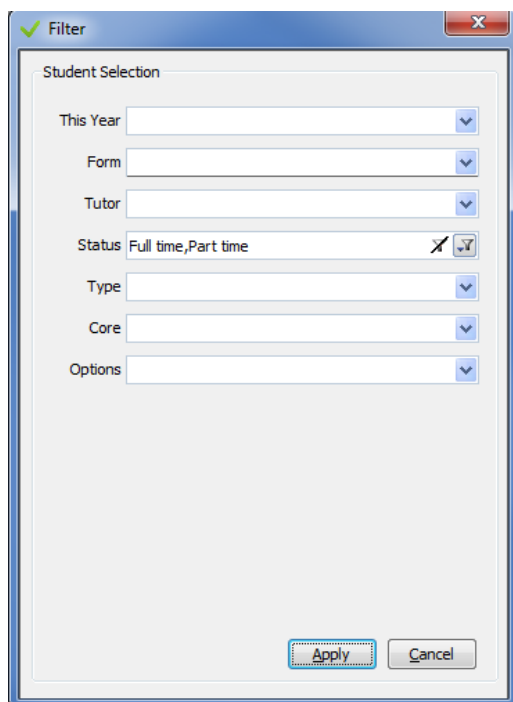 Filter
Student Selection
This Year
Form
Tutor
Status Full time,Part time
Type
Core
Options
Apply Cancel